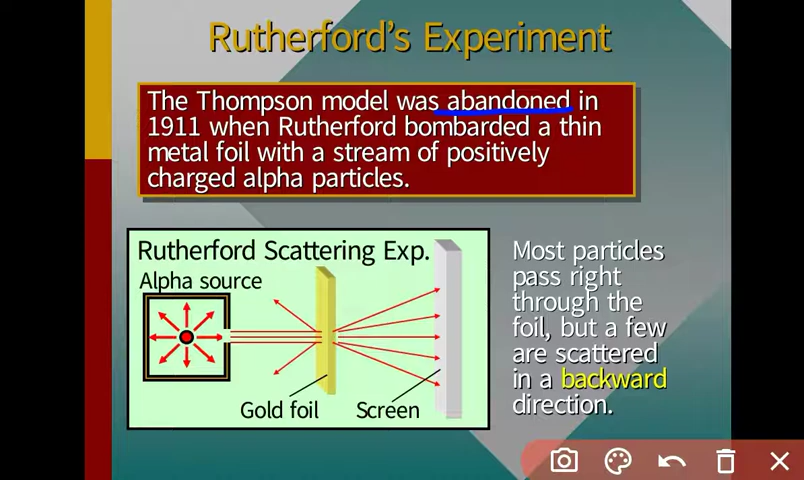 Rutherford's Experiment
The Thompson model was abandoned in
1911 when Rutherford bombarded a thin
metal foil with a stream of positively
charged alpha particles.
Rutherford Scattering Exp.
Alpha source
Gold foil
Screen
Most particles
pass right
through the
foil, but a few
are scattered
in a backward
direction.